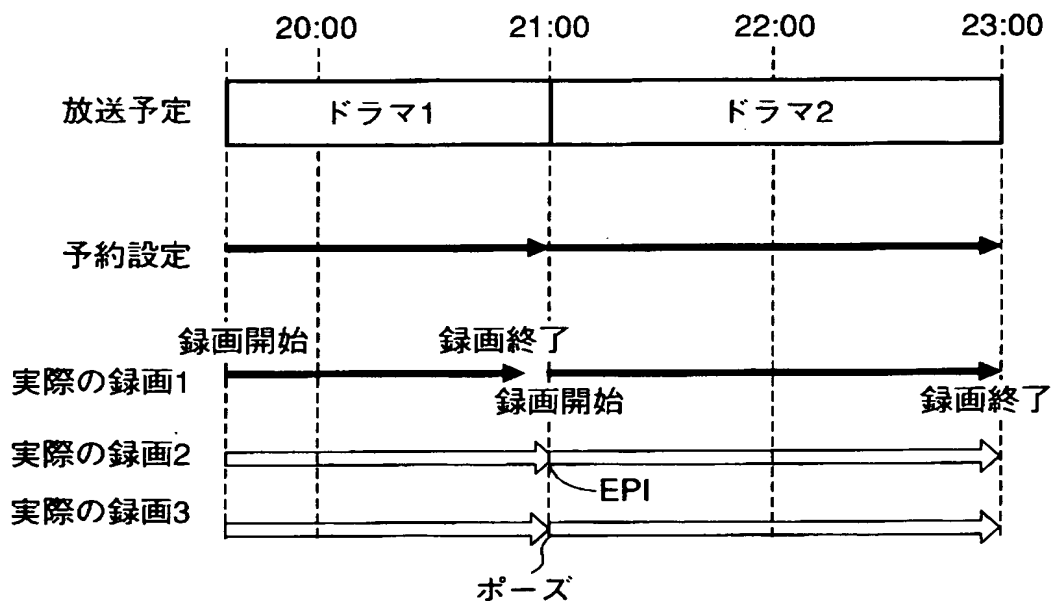 20:00 21:00 22:00 23:00
放送予定 ドラマ1 ドラマ2
予約設定
録画開始 録画終了
実際の録画1
録画開始 録画終了
実際の録画2
EPI
実際の録画3
ポーズ